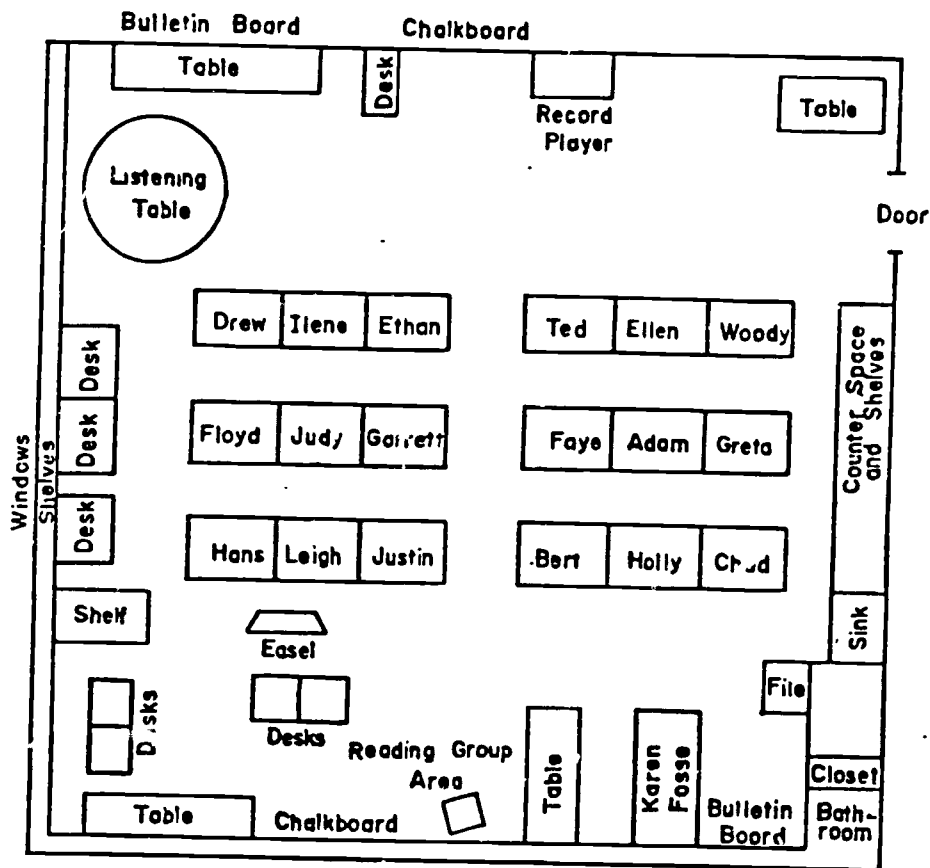 Bulletin Board
Chalkboard
Table
Desk
Record
Player
Table
Listening
Table
Door
Drew Ilene Ethan
Ted Ellen Woody
Desk
Floyd Judy Garrett
Faye Adam Greta
Desk
Counter Space
and Shelves
Windows
Shelves
Desk
Hans Leigh Justin
Bert Holly Chad
Shelf
Easel
Sink
File
Desks
Desks
Reading Group
Area
Table
Karen
Fosse
Closet
Table
Chalkboard
Bulletin
Board
Bath-
room